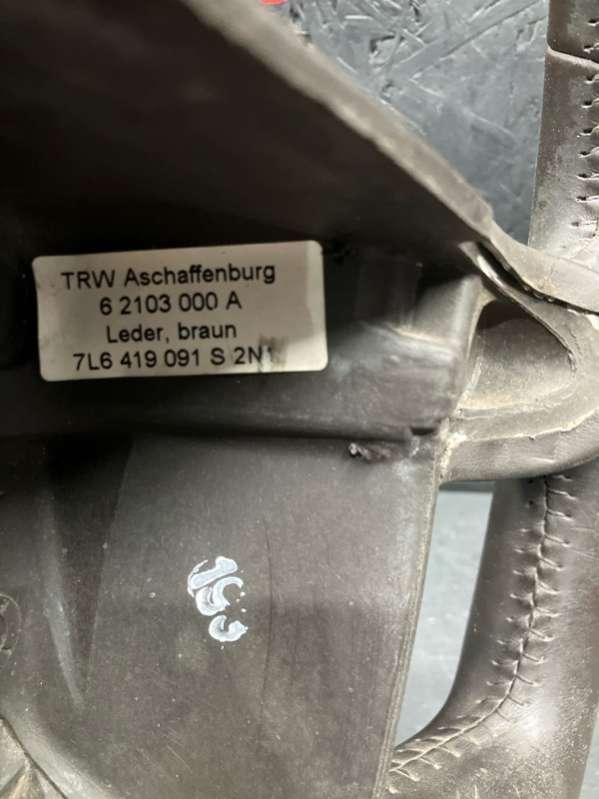 TRW Aschaffenburg
6 2103 000 A
Leder, braun
7L6 419 091 S 2N1